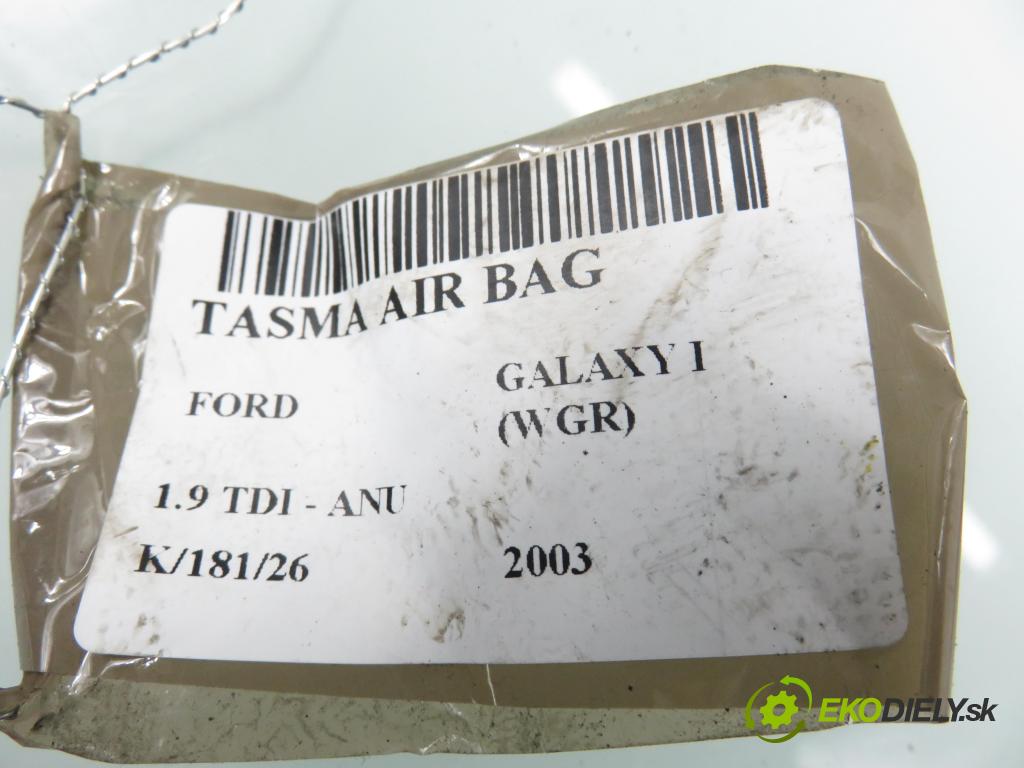 TASMA AIR BAG
FORD
GALAXY I
(WGR)
1.9 TDI - ANU
K/181/26
2003
EKODIELY.sk